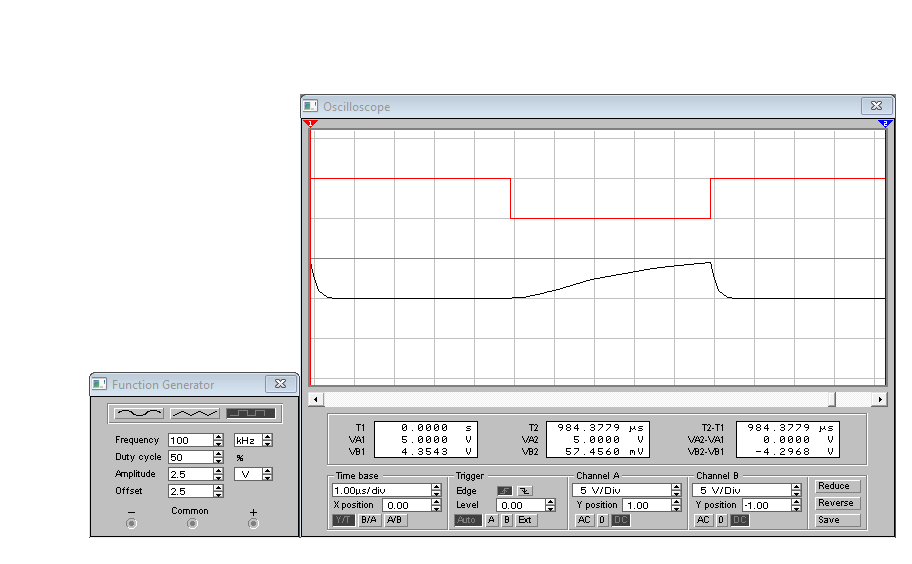 Oscilloscope
1
2
T1 0.0000 s T2 984.3779 µs T2-T1 984.3779 µs
VA1 5.0000 V VA2 5.0000 V VA2-VA1 0.0000 V
VB1 4.3543 V VB2 57.4560 mV VB2-VB1 -4.2968 V
Time base Trigger Channel A Channel B
1.00µs/div Edge 5 V/Div 5 V/Div Reduce
X position 0.00 Level 0.00 Y position 1.00 Y position -1.00 Reverse
Y/T B/A A/B Auto A B Ext AC 0 DC AC 0 DC Save
Function Generator
Frequency 100 kHz
Duty cycle 50 %
Amplitude 2.5 V
Offset 2.5
− Common +